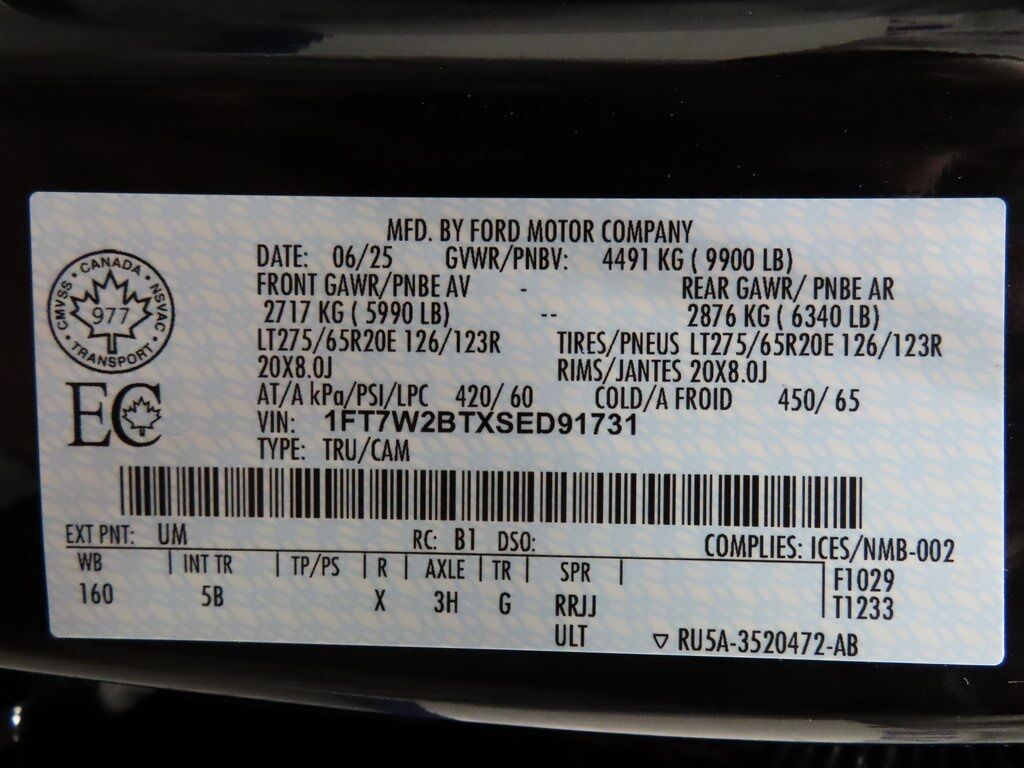 MFD. BY FORD MOTOR COMPANY
DATE: 06/25 GVWR/PNBV: 4491 KG ( 9900 LB)
FRONT GAWR/PNBE AV - REAR GAWR/ PNBE AR
2717 KG ( 5990 LB) -- 2876 KG ( 6340 LB)
LT275/65R20E 126/123R TIRES/PNEUS LT275/65R20E 126/123R
20X8.0J RIMS/JANTES 20X8.0J
AT/A kPa/PSI/LPC 420/ 60 COLD/A FROID 450/ 65
VIN: 1FT7W2BTXSED91731
TYPE: TRU/CAM
CANADA
CMVSS 977 NSVAC
TRANSPORT
EC
EXT PNT: UM RC: B1 DSO: COMPLIES: ICES/NMB-002
WB | INT TR | TP/PS | R | AXLE | TR | SPR | F1029
160 5B X 3H G RRJJ T1233
ULT ▽ RU5A-3520472-AB